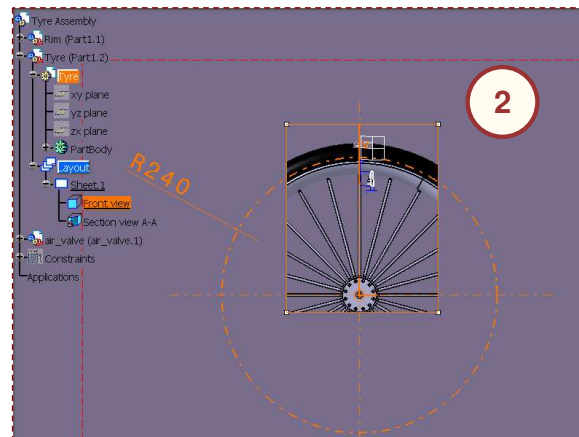 Tyre Assembly
Rim (Part1.1)
Tyre (Part1.2)
Tyre
xy plane
yz plane
zx plane
PartBody
Layout
Sheet.1
Front view
Section view A-A
air_valve (air_valve.1)
Constraints
Applications
R240
2